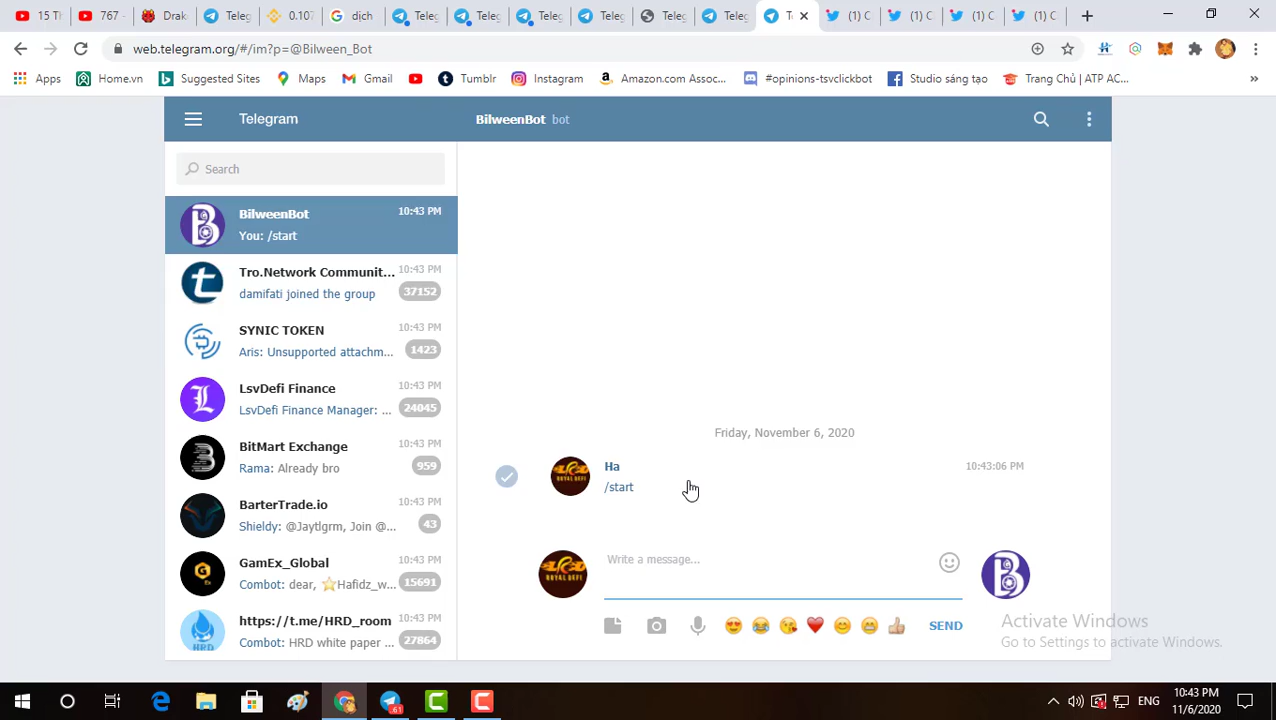 15 Th
767 -
Drak
Teleg
0.107
dịch
Teleg
Teleg
Teleg
Teleg
Teleg
Teleg
(1) C
(1) C
(1) C
(1) C
web.telegram.org/#/im?p=@Bilween_Bot
Apps
Home.vn
Suggested Sites
Maps
Gmail
Tumblr
Instagram
Amazon.com Assoc...
#opinions-tsvclickbot
Studio sáng tạo
Trang Chủ | ATP AC...
»
Telegram
BilweenBot bot
Search
BilweenBot 10:43 PM
You: /start
Tro.Network Communit... 10:43 PM
damifati joined the group 37152
SYNIC TOKEN 10:43 PM
Aris: Unsupported attachm... 1423
LsvDefi Finance 10:43 PM
LsvDefi Finance Manager: ... 24045
BitMart Exchange 10:43 PM
Rama: Already bro 959
BarterTrade.io 10:43 PM
Shieldy: @Jaytlgrm, Join @... 43
GamEx_Global 10:43 PM
Combot: dear, ⭐Hafidz_w... 15691
https://t.me/HRD_room 10:43 PM
Combot: HRD white paper ... 27864
HRD
Friday, November 6, 2020
Ha 10:43:06 PM
/start
ROYAL DEFI
Write a message...
ROYAL DEFI
SEND
Activate Windows
Go to Settings to activate Windows.
61
ENG
10:43 PM
11/6/2020